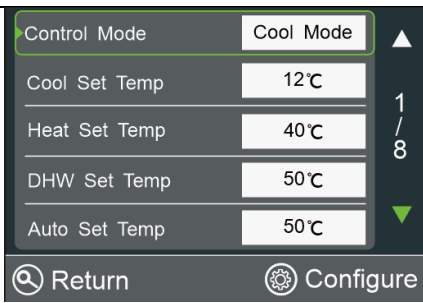 Control Mode Cool Mode
Cool Set Temp 12℃
Heat Set Temp 40℃
DHW Set Temp 50℃
Auto Set Temp 50℃
1
/
8
Return Configure